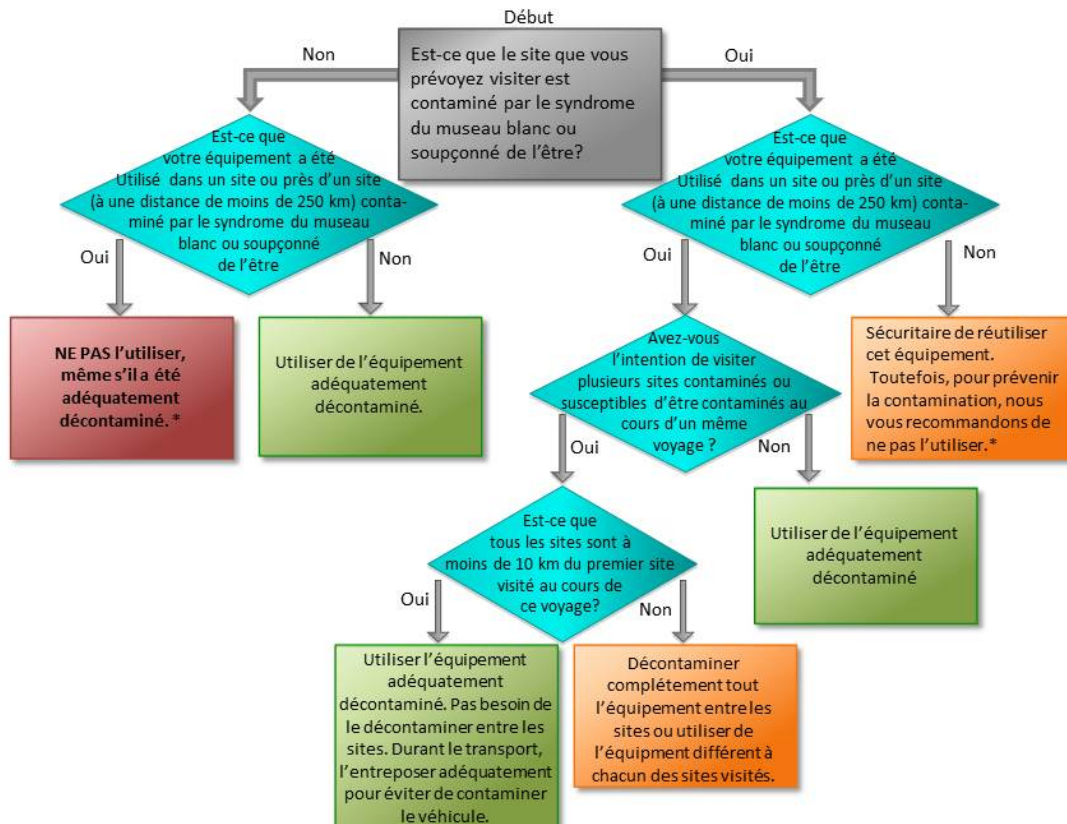 Début
Non
Est-ce que le site que vous
prévoyez visiter est
contaminé par le syndrome
du museau blanc ou
soupçonné de l'être?
Oui
Est-ce que
votre équipement a été
Utilisé dans un site ou près d'un site
(à une distance de moins de 250 km) conta-
miné par le syndrome du museau
blanc ou soupçonné
de l'être
Est-ce que
votre équipement a été
Utilisé dans un site ou près d'un site
(à une distance de moins de 250 km) conta-
miné par le syndrome du museau
blanc ou soupçonné
de l'être
Oui
Non
Oui
Non
NE PAS l'utiliser,
même s'il a été
adéquatement
décontaminé. *
Utiliser de l'équipement
adéquatement
décontaminé.
Avez-vous
l'intention de visiter
plusieurs sites contaminés ou
susceptibles d'être contaminés au
cours d'un même
voyage ?
Sécuritaire de réutiliser
cet équipement.
Toutefois, pour prévenir
la contamination, nous
vous recommandons de
ne pas l'utiliser.*
Oui
Non
Est-ce que
tous les sites sont à
moins de 10 km du premier site
visité au cours de
ce voyage?
Utiliser de l'équipement
adéquatement
décontaminé
Oui
Non
Utiliser l'équipement
adéquatement
décontaminé. Pas besoin de
le décontaminer entre les
sites. Durant le transport,
l'entreposer adéquatement
pour éviter de contaminer
le véhicule.
Décontaminer
complétement tout
l'équipement entre les
sites ou utiliser de
l'équipment différent à
chacun des sites visités.